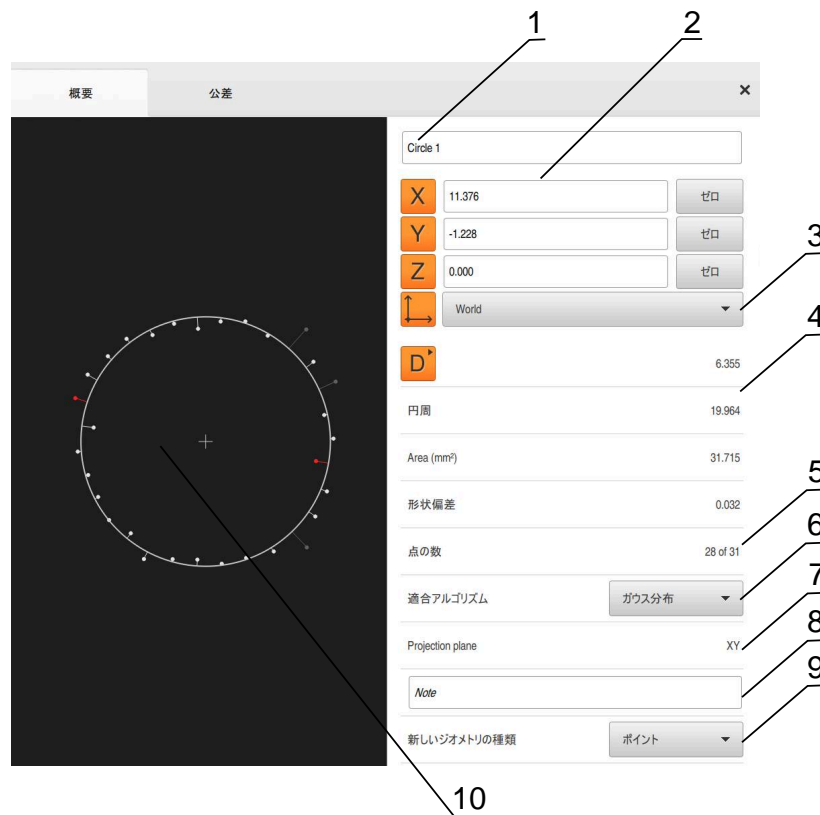 1 2
概要 公差 ×
Circle 1
X 11.376 ゼロ
Y -1.228 ゼロ
Z 0.000 ゼロ
3
World
4
D 6.355
円周 19.964
Area (mm²) 31.715
5
形状偏差 0.032
6
点の数 28 of 31
7
適合アルゴリズム ガウス分布
8
Projection plane XY
9
Note
新しいジオメトリの種類 ポイント
10